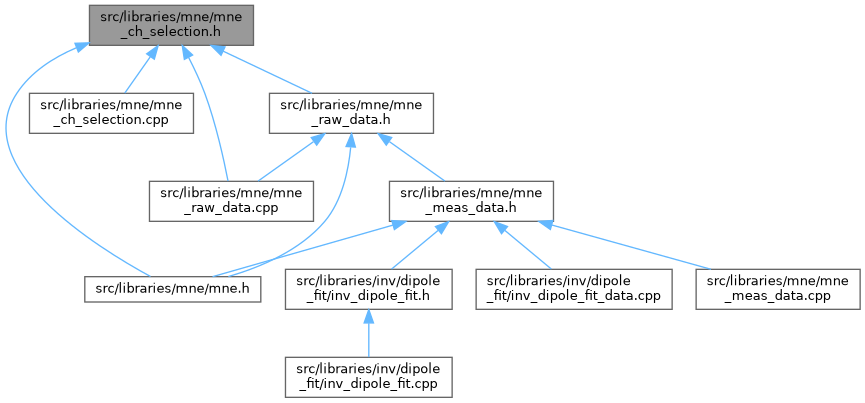 src/libraries/mne/mne
_ch_selection.h
src/libraries/mne/mne
_ch_selection.cpp
src/libraries/mne/mne
_raw_data.h
src/libraries/mne/mne
_raw_data.cpp
src/libraries/mne/mne
_meas_data.h
src/libraries/mne/mne.h
src/libraries/inv/dipole
_fit/inv_dipole_fit.h
src/libraries/inv/dipole
_fit/inv_dipole_fit_data.cpp
src/libraries/mne/mne
_meas_data.cpp
src/libraries/inv/dipole
_fit/inv_dipole_fit.cpp